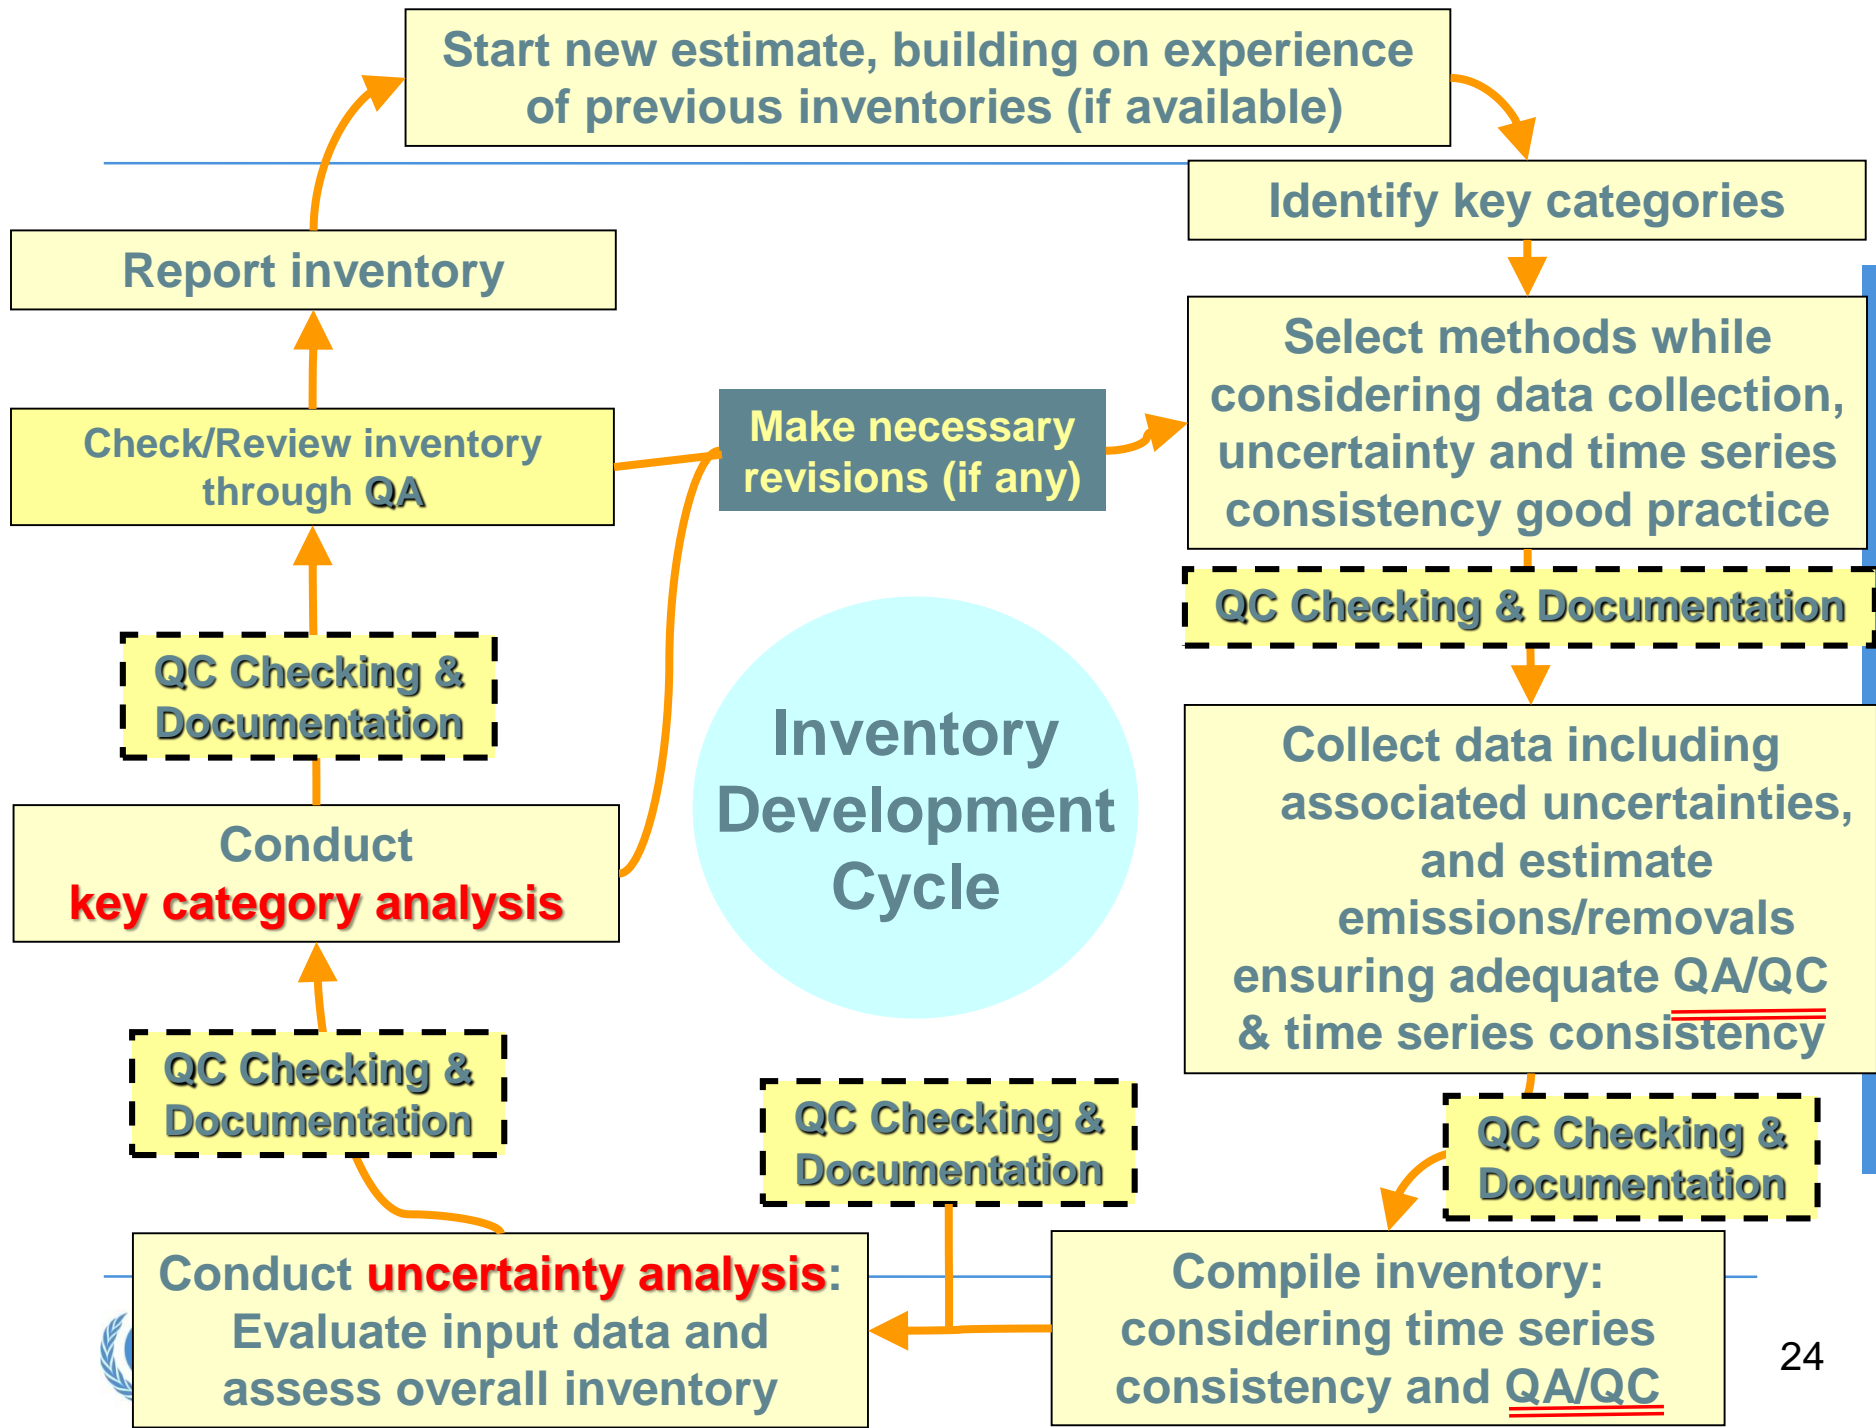 Start new estimate, building on experience
of previous inventories (if available)
Identify key categories
Report inventory
Select methods while
considering data collection,
uncertainty and time series
consistency good practice
Make necessary
revisions (if any)
Check/Review inventory
through QA
QC Checking & Documentation
QC Checking &
Documentation
Inventory
Development
Cycle
Collect data including
associated uncertainties,
and estimate
emissions/removals
ensuring adequate QA/QC
& time series consistency
Conduct
key category analysis
QC Checking &
Documentation
QC Checking &
Documentation
QC Checking &
Documentation
Conduct uncertainty analysis:
Evaluate input data and
assess overall inventory
Compile inventory:
considering time series
consistency and QA/QC
24